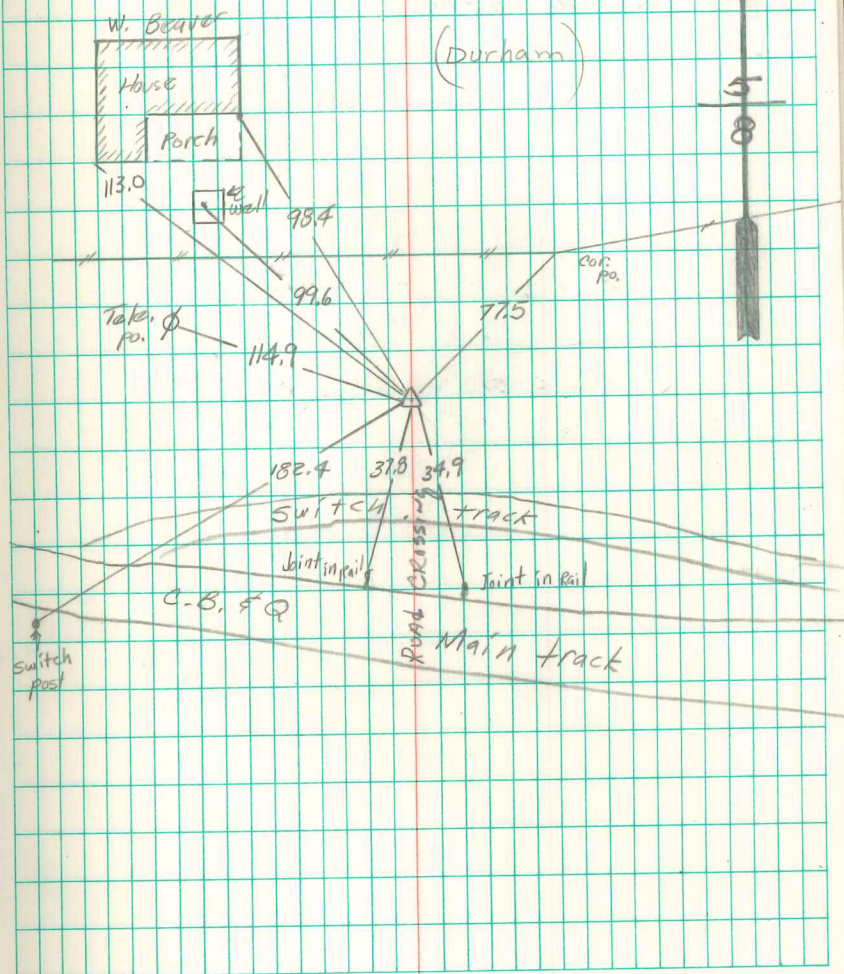 W. Beaver
(Durham)
House
5
8
Porch
113.0
well
98.4
cor.
po.
99.6
77.5
Tele.
po.
114.9
182.4
37.8
34.9
Switch track
ROAD CROSSING
Joint in Rail
Joint in Rail
C.B. & Q
Main track
Switch
post